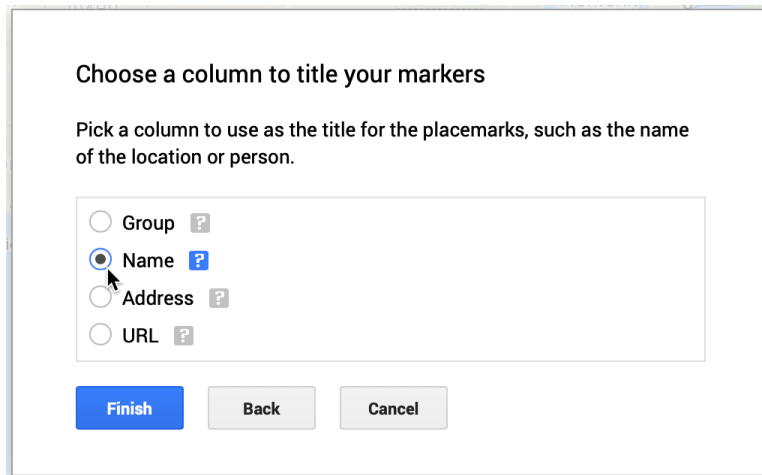 Choose a column to title your markers
Pick a column to use as the title for the placemarks, such as the name
of the location or person.
Group ?
Name ?
Address ?
URL ?
Finish Back Cancel